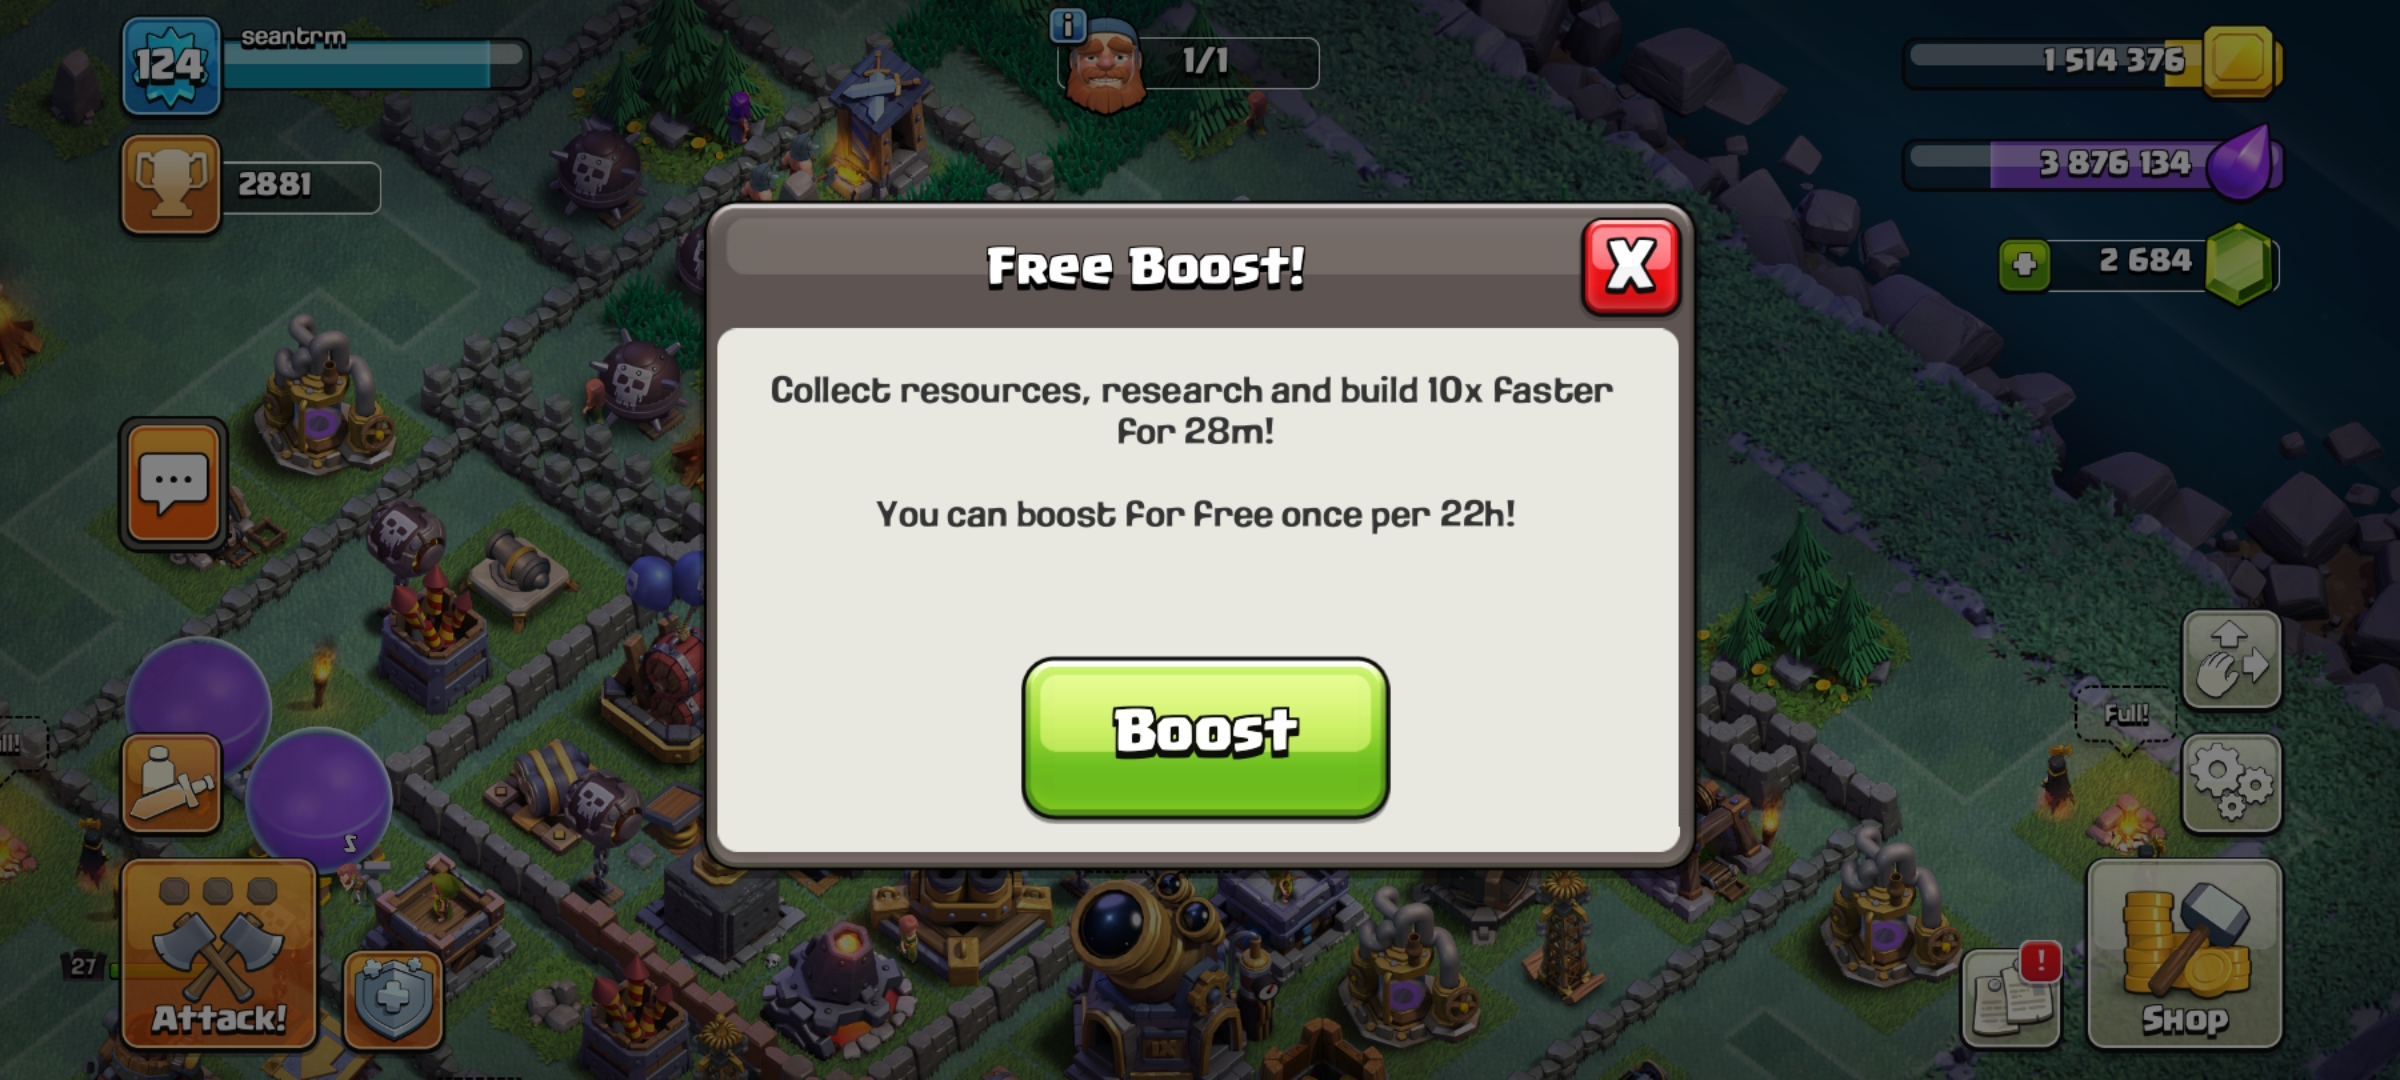 124
seantrm
i
1/1
1 514 376
2881
3 876 134
2 684
Free Boost!
X
Collect resources, research and build 10x faster
for 28m!
You can boost for free once per 22h!
Boost
Full!
27
Attack!
IX
!
Shop